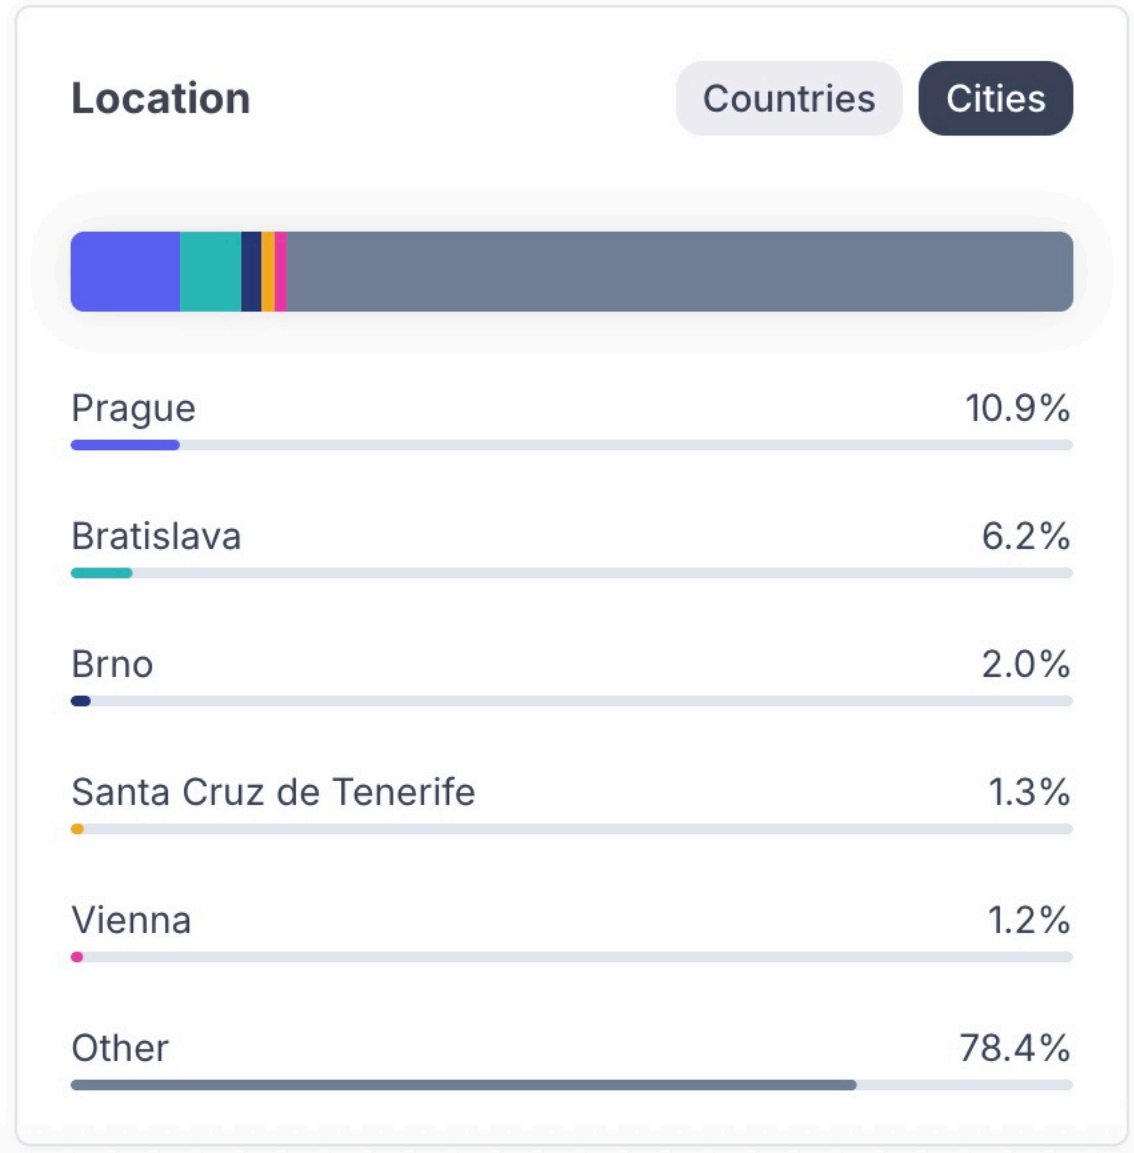 Location
Countries Cities
Prague 10.9%
Bratislava 6.2%
Brno 2.0%
Santa Cruz de Tenerife 1.3%
Vienna 1.2%
Other 78.4%